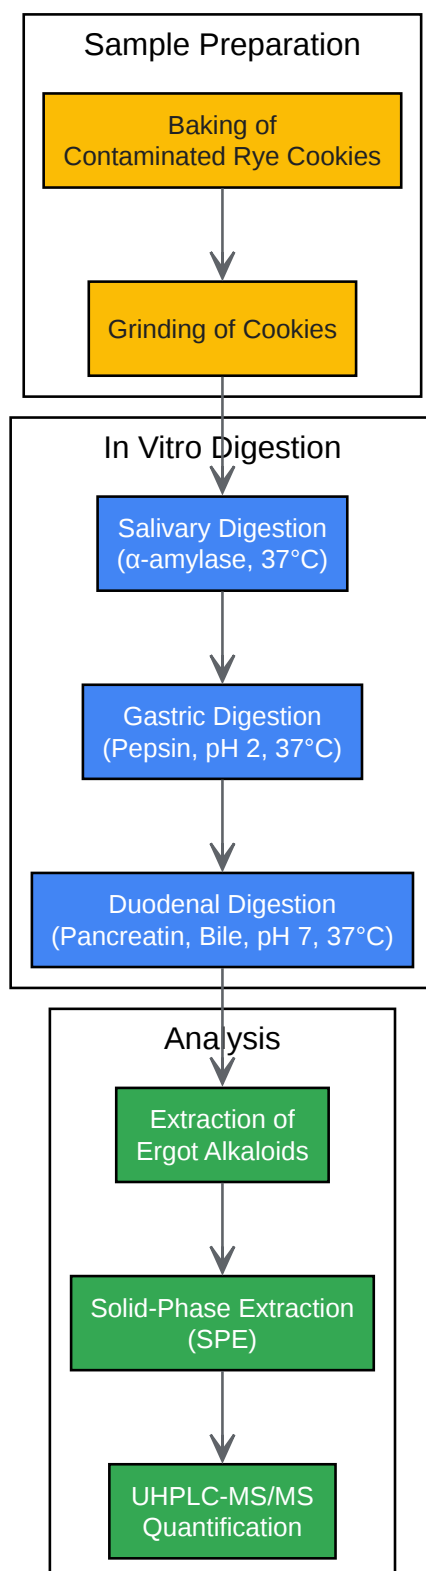 Sample Preparation
Baking of
Contaminated Rye Cookies
Grinding of Cookies
In Vitro Digestion
Salivary Digestion
(α-amylase, 37°C)
Gastric Digestion
(Pepsin, pH 2, 37°C)
Duodenal Digestion
(Pancreatin, Bile, pH 7, 37°C)
Analysis
Extraction of
Ergot Alkaloids
Solid-Phase Extraction
(SPE)
UHPLC-MS/MS
Quantification